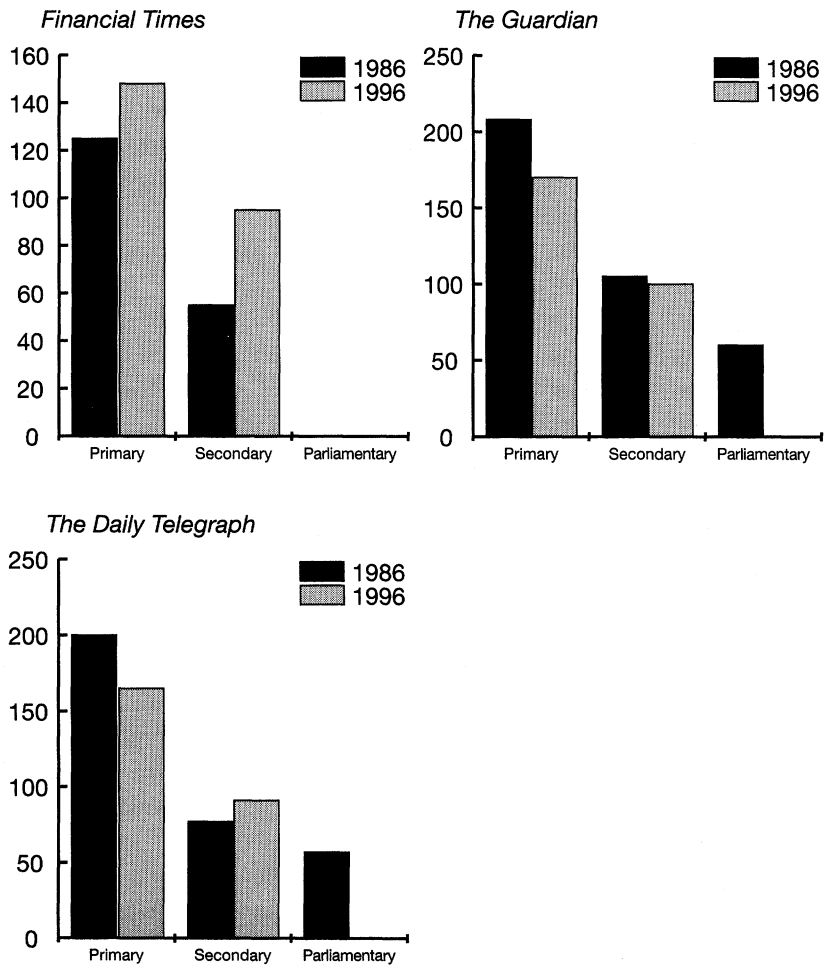 Financial Times
160
140
120
100
80
60
40
20
0
1986
1996
Primary
Secondary
Parliamentary
The Guardian
250
200
150
100
50
0
1986
1996
Primary
Secondary
Parliamentary
The Daily Telegraph
250
200
150
100
50
0
1986
1996
Primary
Secondary
Parliamentary